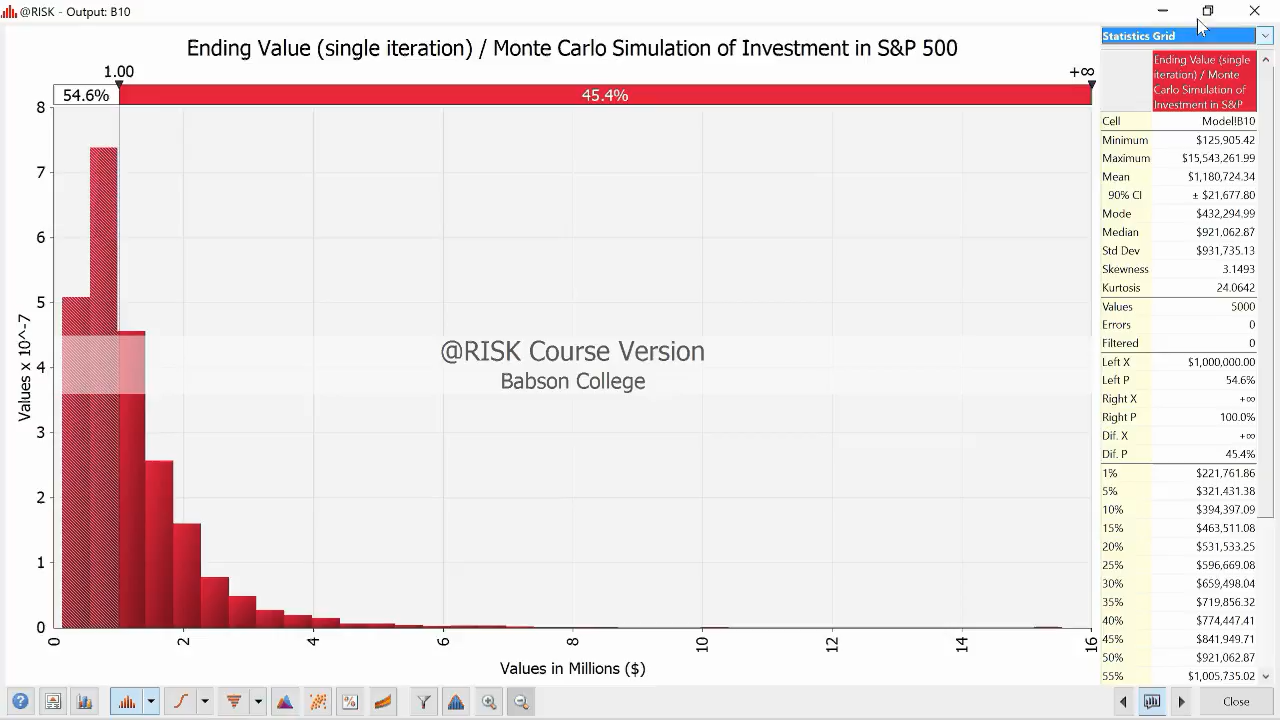 @RISK - Output: B10
Ending Value (single iteration) / Monte Carlo Simulation of Investment in S&P 500
1.00
+∞
54.6%
45.4%
8
7
6
5
4
3
2
1
0
Values x 10^-7
@RISK Course Version
Babson College
0
2
4
6
8
10
12
14
16
Values in Millions ($)
Statistics Grid
Ending Value (single
iteration) / Monte
Carlo Simulation of
Investment in S&P
Cell Model!B10
Minimum $125,905.42
Maximum $15,543,261.99
Mean $1,180,724.34
90% CI ± $21,677.80
Mode $432,294.99
Median $921,062.87
Std Dev $931,735.13
Skewness 3.1493
Kurtosis 24.0642
Values 5000
Errors 0
Filtered 0
Left X $1,000,000.00
Left P 54.6%
Right X +∞
Right P 100.0%
Dif. X +∞
Dif. P 45.4%
1% $221,761.86
5% $321,431.38
10% $394,397.09
15% $463,511.08
20% $531,533.25
25% $596,669.08
30% $659,498.04
35% $719,856.32
40% $774,447.41
45% $841,949.71
50% $921,062.87
55% $1,005,735.02
Close